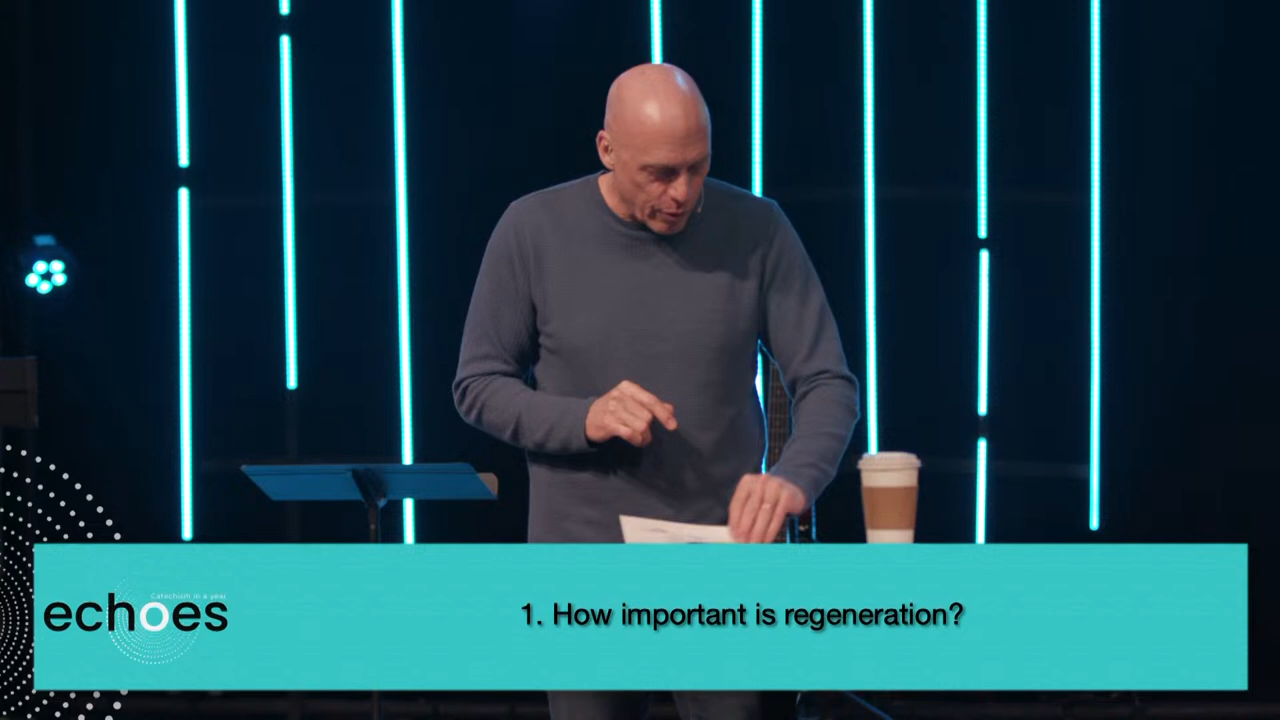 Catechism in a year
echoes
1. How important is regeneration?